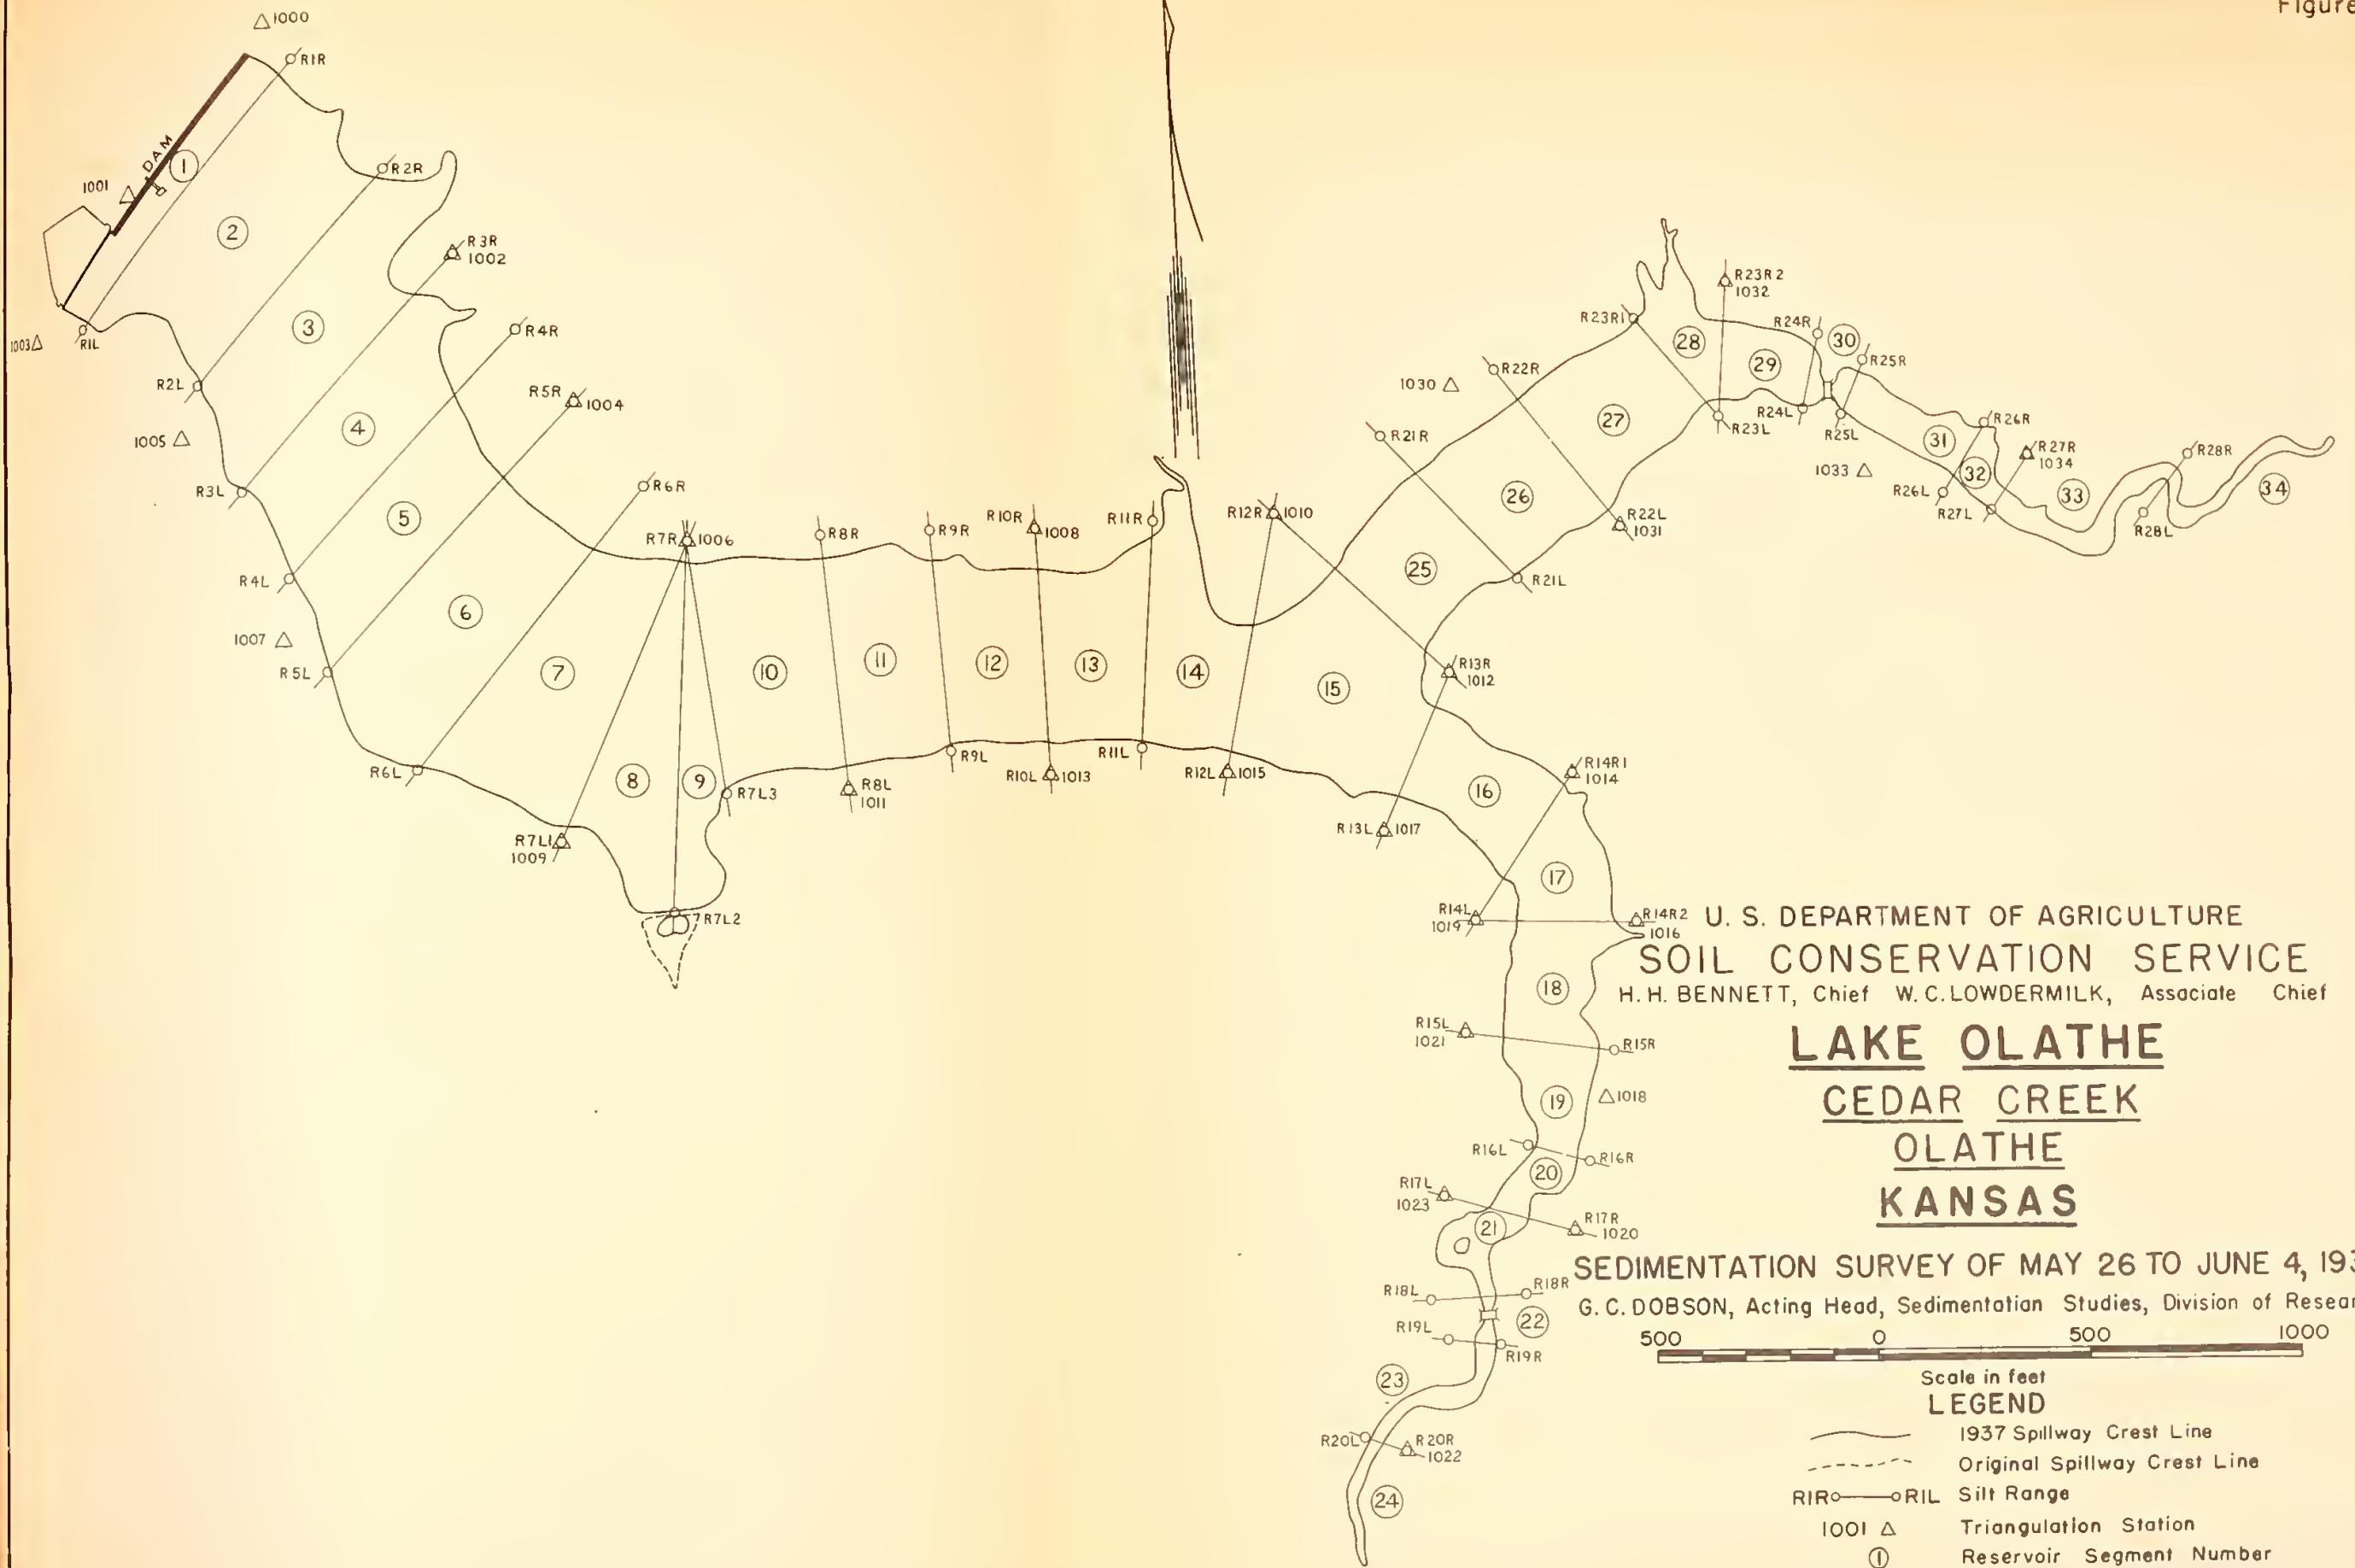 Figure
△ 1000
R1R
DAM
①
1001
R2R
②
R3R
1002
1003 △
R1L
③
R4R
R2L
R5R
1004
④
1005 △
R3L
⑤
R6R
R7R
1006
R4L
⑥
1007 △
R5L
⑦
R6L
⑧
⑨
R7L1
1009
R7L2
R7L3
⑩
R8R
⑪
R8L
1011
R9R
R9L
⑫
R10R
1008
R10L
1013
⑬
R11R
R11L
⑭
R12R
1010
R12L
1015
⑮
R13R
1012
R13L
1017
⑯
R14R1
1014
⑰
R14L
1019
R14R2
1016
⑱
R15L
1021
R15R
⑲
△ 1018
R16L
R16R
⑳
R17L
1023
R17R
1020
㉑
R18L
R18R
㉒
R19L
R19R
㉓
R20L
R20R
1022
㉔
㉕
R21R
R21L
㉖
1030 △
R22R
R22L
1031
㉗
R23R1
㉘
R23R2
1032
R23L
㉙
R24R
R24L
㉚
R25R
R25L
㉛
1033 △
R26R
R26L
㉜
R27R
1034
R27L
㉝
R28R
R28L
㉞
U. S. DEPARTMENT OF AGRICULTURE
SOIL CONSERVATION SERVICE
H. H. BENNETT, Chief W. C. LOWDERMILK, Associate Chief
LAKE OLATHE
CEDAR CREEK
OLATHE
KANSAS
SEDIMENTATION SURVEY OF MAY 26 TO JUNE 4, 193
G. C. DOBSON, Acting Head, Sedimentation Studies, Division of Resear
500 0 500 1000
Scale in feet
LEGEND
1937 Spillway Crest Line
Original Spillway Crest Line
R1R R1L Silt Range
1001 △ Triangulation Station
① Reservoir Segment Number